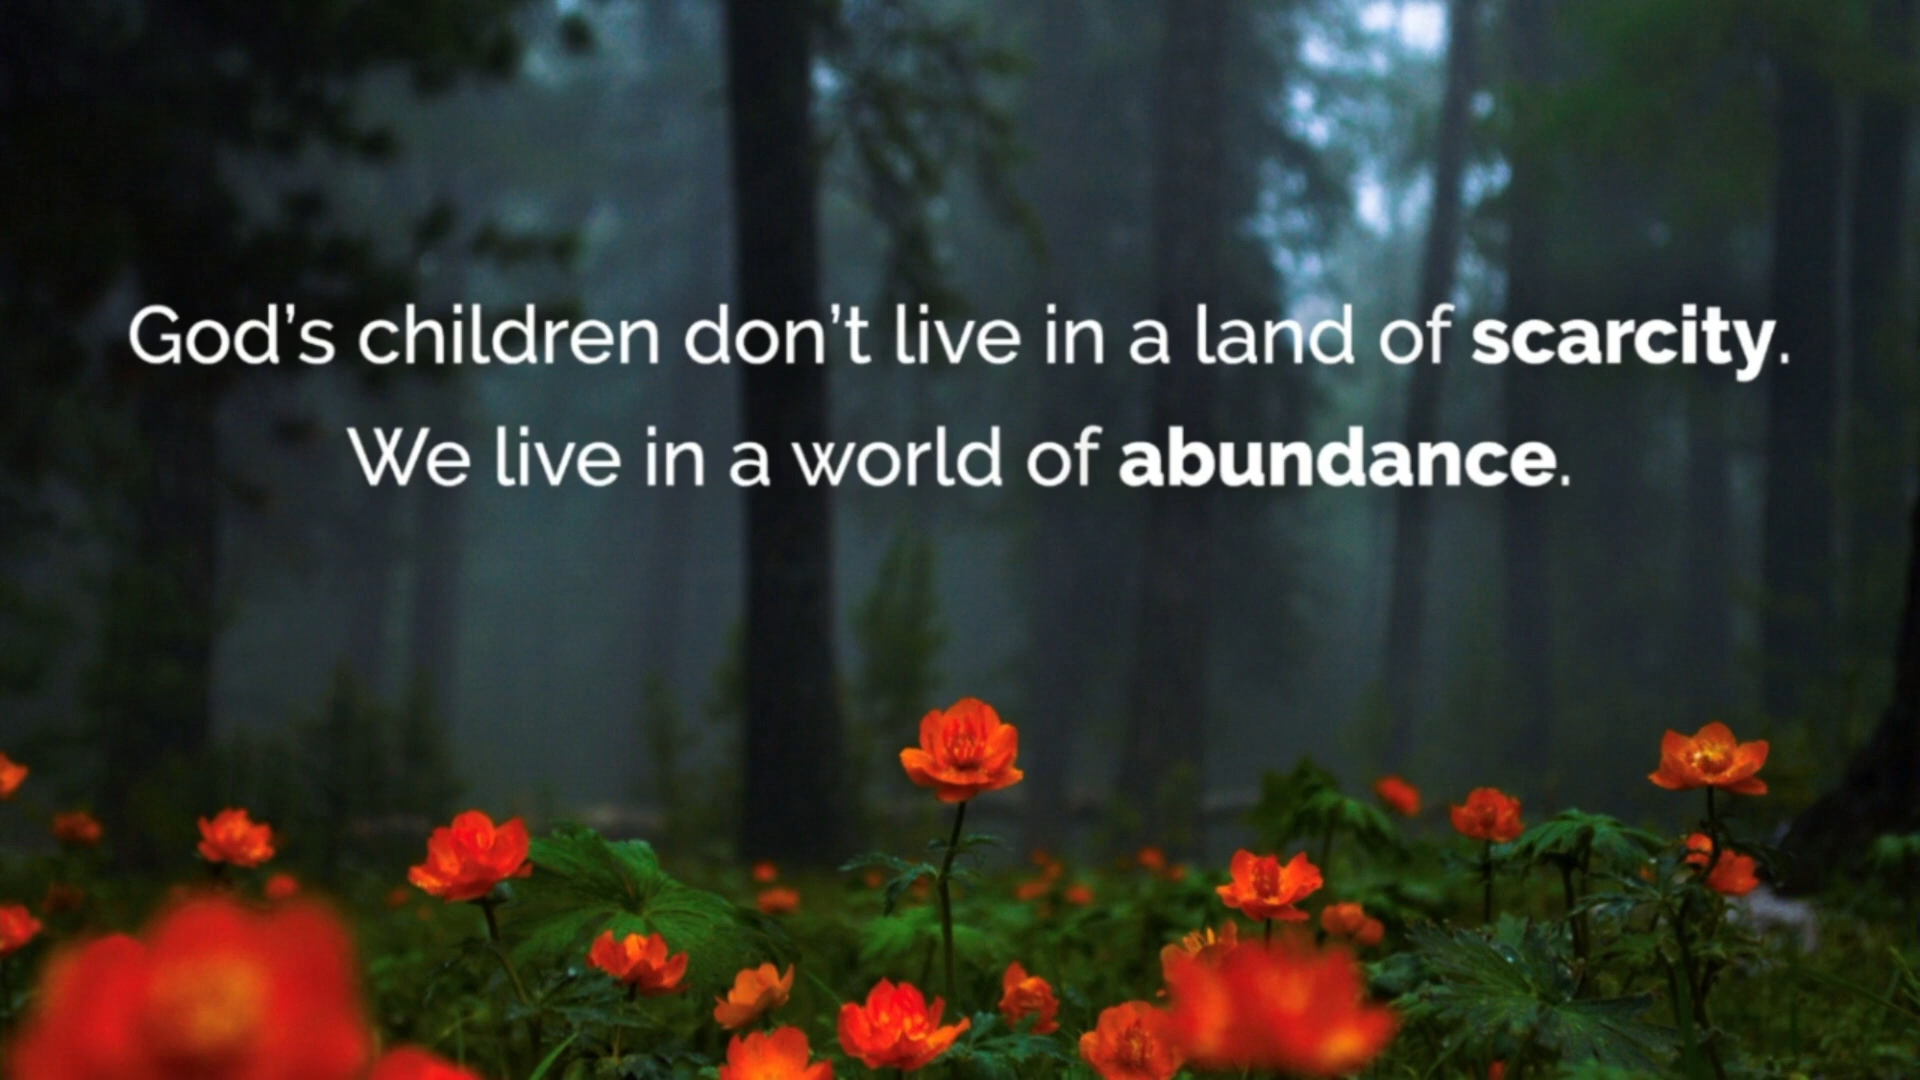 God’s children don’t live in a land of scarcity.
We live in a world of abundance.